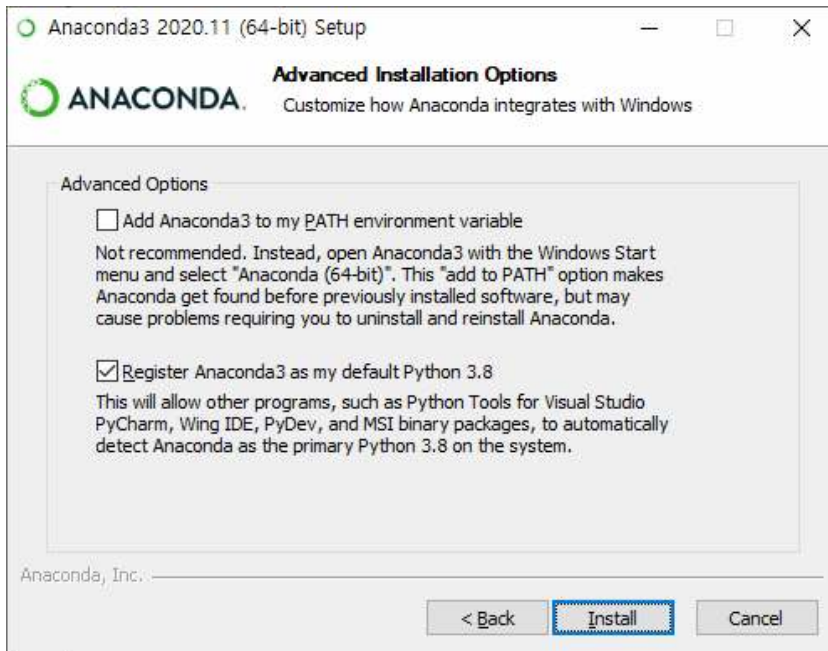 Anaconda3 2020.11 (64-bit) Setup
ANACONDA.
Advanced Installation Options
Customize how Anaconda integrates with Windows
Advanced Options
Add Anaconda3 to my PATH environment variable
Not recommended. Instead, open Anaconda3 with the Windows Start
menu and select "Anaconda (64-bit)". This "add to PATH" option makes
Anaconda get found before previously installed software, but may
cause problems requiring you to uninstall and reinstall Anaconda.
Register Anaconda3 as my default Python 3.8
This will allow other programs, such as Python Tools for Visual Studio
PyCharm, Wing IDE, PyDev, and MSI binary packages, to automatically
detect Anaconda as the primary Python 3.8 on the system.
Anaconda, Inc.
< Back Install Cancel